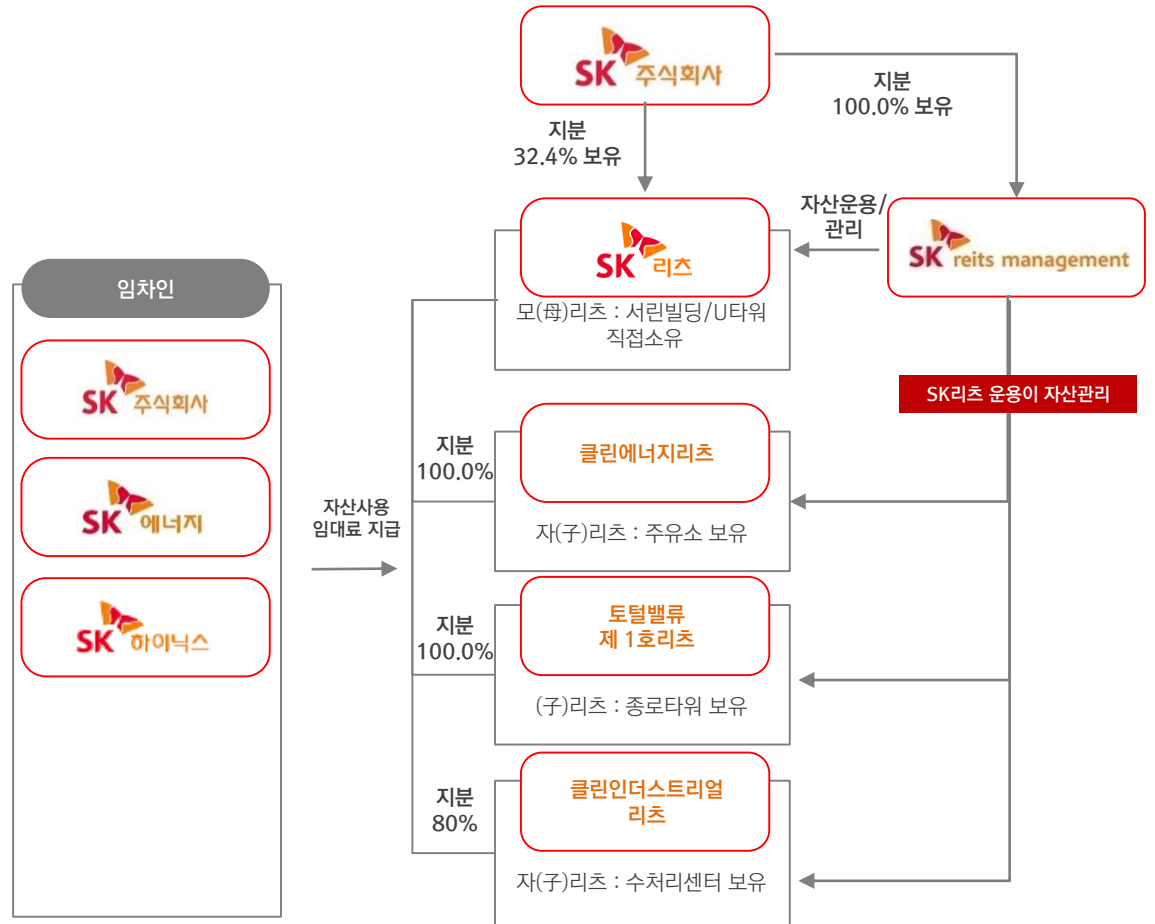 SK 주식회사
지분
100.0% 보유
지분
32.4% 보유
자산운용/
관리
SK 리츠
SK reits management
모(母)리츠 : 서린빌딩/U타워
직접소유
임차인
SK 주식회사
SK 에너지
SK 하이닉스
자산사용
임대료 지급
SK리츠 운용이 자산관리
지분
100.0%
클린에너지리츠
자(子)리츠 : 주유소 보유
지분
100.0%
토털밸류
제 1호리츠
(子)리츠 : 종로타워 보유
지분
80%
클린인더스트리얼
리츠
자(子)리츠 : 수처리센터 보유